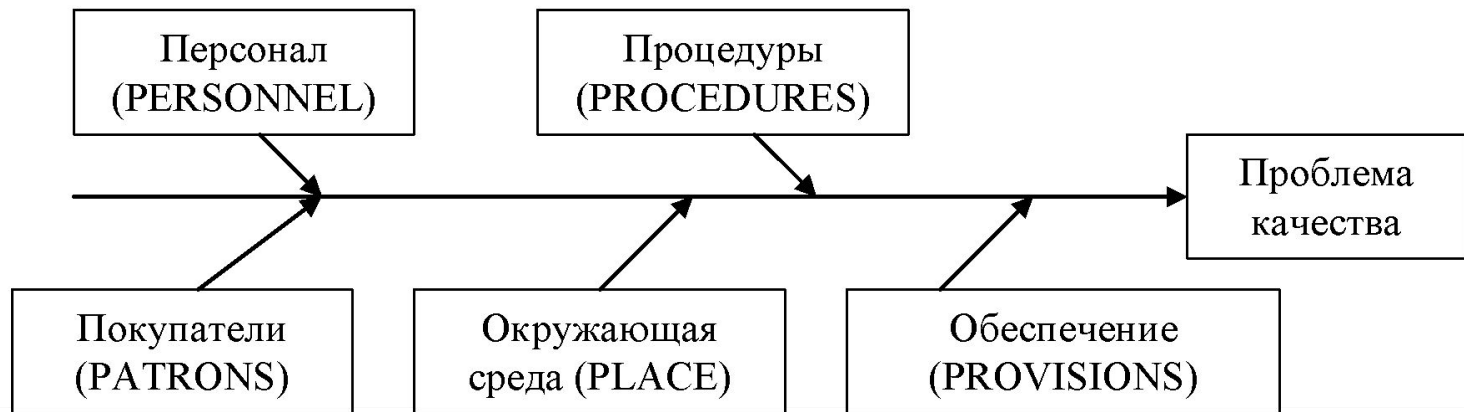 Персонал
(PERSONNEL)
Процедуры
(PROCEDURES)
Проблема
качества
Покупатели
(PATRONS)
Окружающая
среда (PLACE)
Обеспечение
(PROVISIONS)